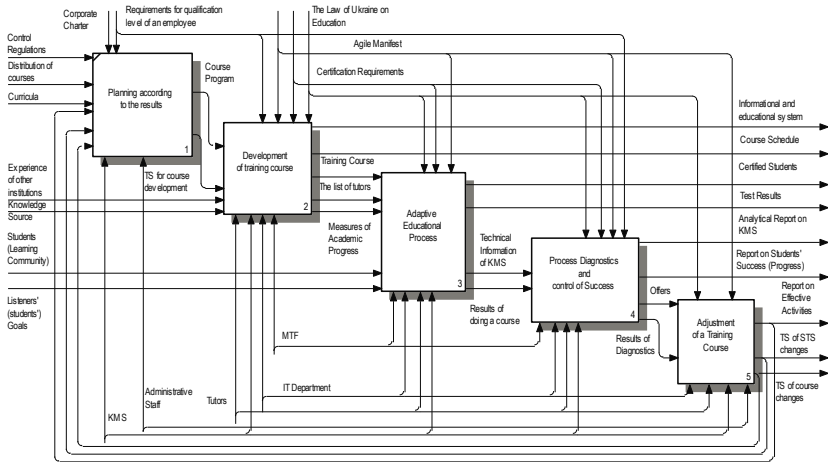 Corporate
Charter
Requirements for qualification
level of an employee
The Law of Ukraine on
Education
Control
Regulations
Distribution of
courses
Curricula
Agile Manifest
Certification Requirements
Course
Program
Planning according
to the results
1
Informational and
educational system
Course Schedule
Certified Students
Test Results
Analytical Report on
KMS
Report on Students'
Success (Progress)
Report on
Effective
Activities
TS of STS
changes
TS of course
changes
Experience
of other
institutions
Knowledge
Source
TS for course
development
Development
of training course
2
Training Course
The list of tutors
Measures of
Academic
Progress
Adaptive
Educational
Process
3
Students
(Learning
Community)
Listeners'
(students')
Goals
Technical
Information
of KMS
Results of
doing a course
Process Diagnostics
and
control of Success
4
Offers
Results of
Diagnostics
Adjustment
of a Training
Course
5
MTF
IT Department
Tutors
Administrative
Staff
KMS